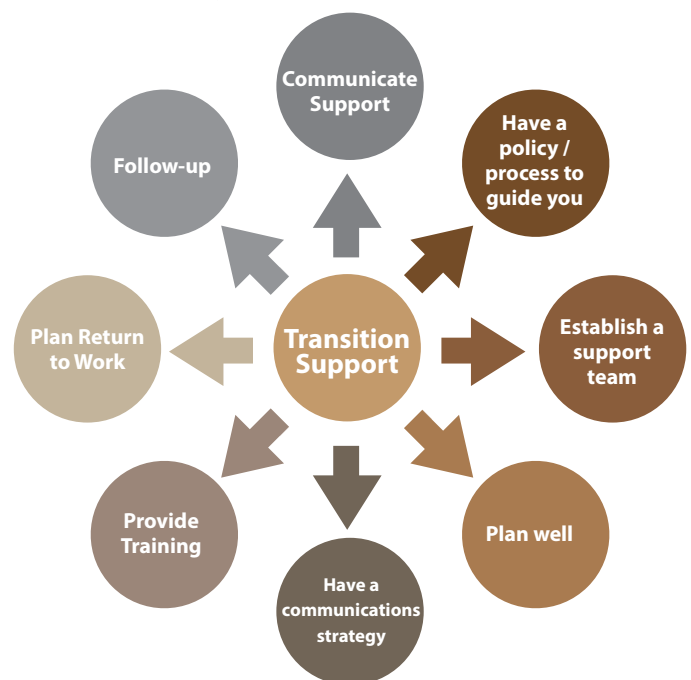 Communicate
Support
Have a
policy /
process to
guide you
Establish a
support
team
Plan well
Have a
communications
strategy
Provide
Training
Plan Return
to Work
Follow-up
Transition
Support